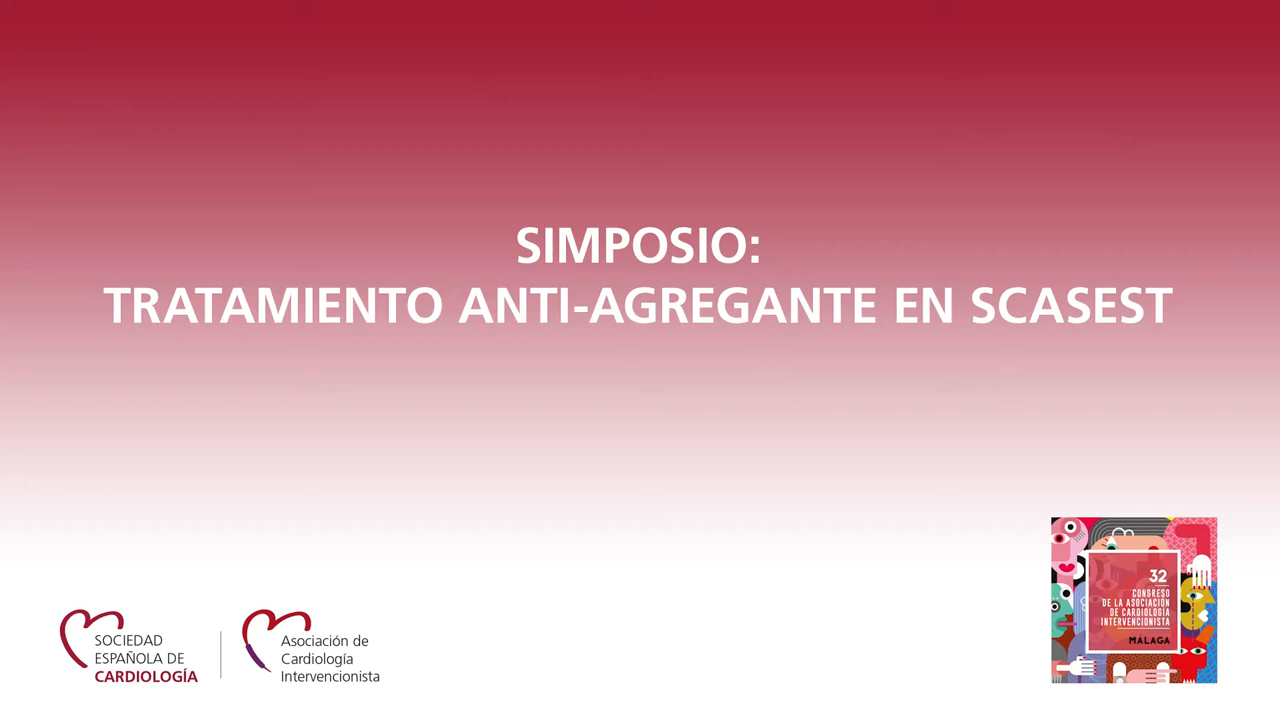 SIMPOSIO:
TRATAMIENTO ANTI-AGREGANTE EN SCASEST
SOCIEDAD
ESPAÑOLA DE
CARDIOLOGÍA
Asociación de
Cardiología
Intervencionista
32
CONGRESO
DE LA ASOCIACIÓN
DE CARDIOLOGÍA
INTERVENCIONISTA
MÁLAGA